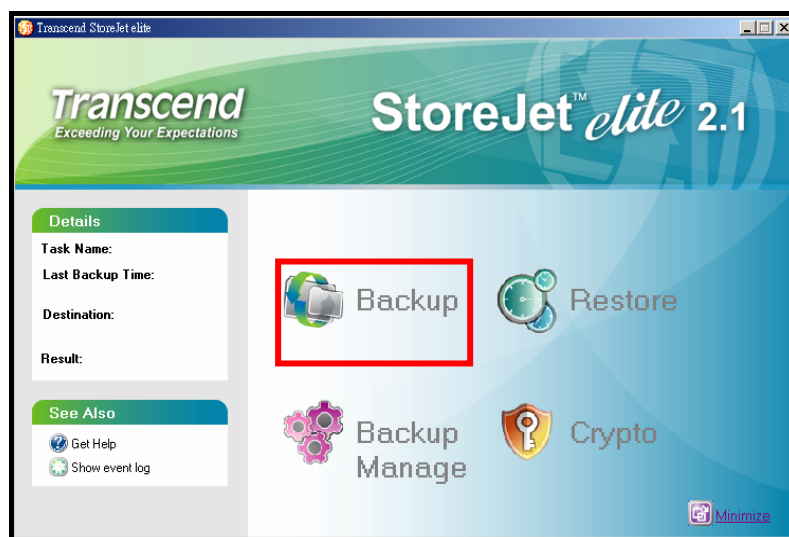 Transcend StoreJet elite
Transcend
Exceeding Your Expectations
StoreJet™ elite 2.1
Details
Task Name:
Last Backup Time:
Destination:
Result:
See Also
Get Help
Show event log
Backup
Restore
Backup
Manage
Crypto
Minimize